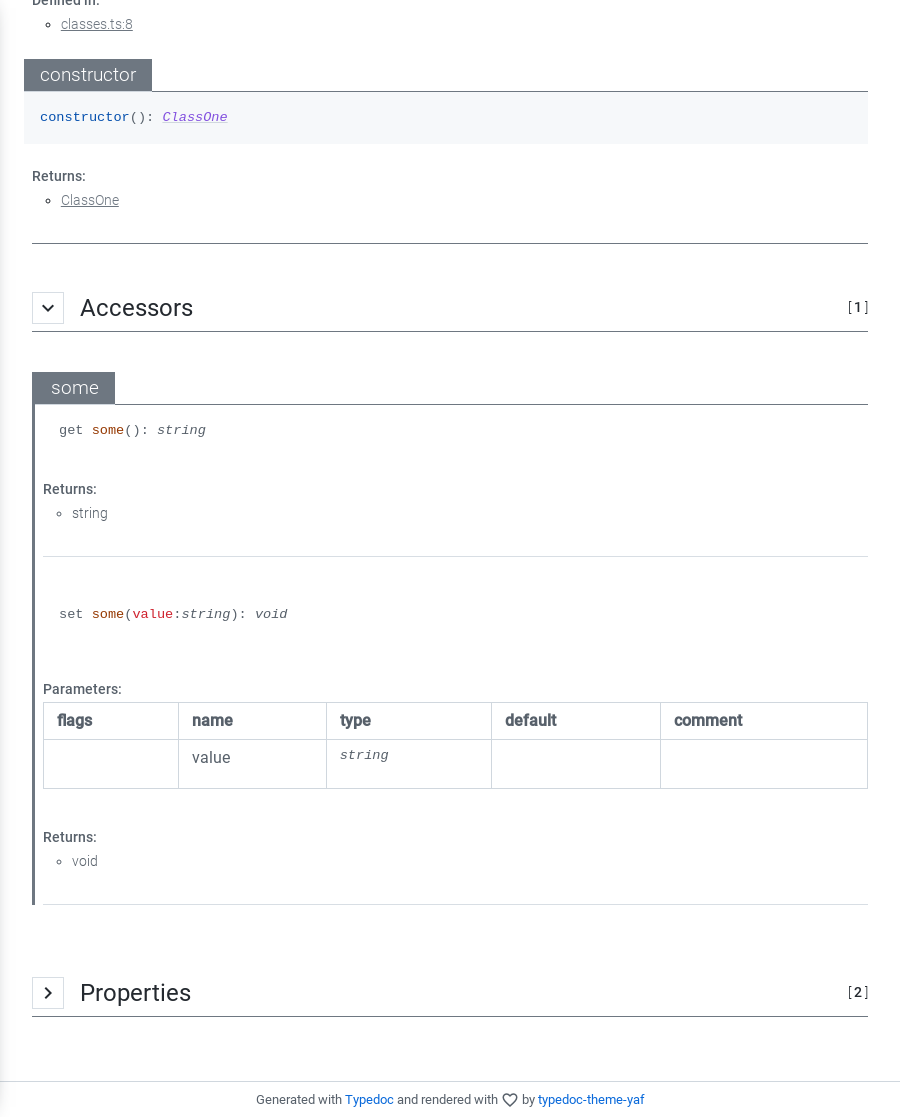 Defined in:
classes.ts:8
constructor
constructor(): ClassOne
Returns:
ClassOne
Accessors [ 1 ]
some
get some(): string
Returns:
string
set some(value:string): void
Parameters:
flags name type default comment
value string
Returns:
void
Properties [ 2 ]
Generated with Typedoc and rendered with by typedoc-theme-yaf